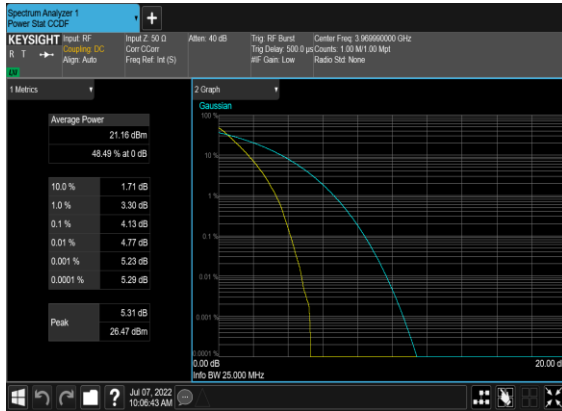 Spectrum Analyzer 1
Power Stat CCDF
+
KEYSIGHT
R T
LXI
Input: RF
Coupling: DC
Align: Auto
Input Z: 50 Ω
Corr CCorr
Freq Ref: Int (S)
Atten: 40 dB
Trig: RF Burst
Trig Delay: 500.0 µs
#IF Gain: Low
Center Freq: 3.969990000 GHz
Counts: 1.00 M/1.00 Mpt
Radio Std: None
1 Metrics
Average Power
21.16 dBm
48.49 % at 0 dB
10.0 % 1.71 dB
1.0 % 3.30 dB
0.1 % 4.13 dB
0.01 % 4.77 dB
0.001 % 5.23 dB
0.0001 % 5.29 dB
Peak
5.31 dB
26.47 dBm
2 Graph
Gaussian
100 %
10 %
1 %
0.1 %
0.01 %
0.001 %
0.0001 %
0.00 dB
20.00 d
Info BW 25.000 MHz
?
Jul 07, 2022
10:06:43 AM